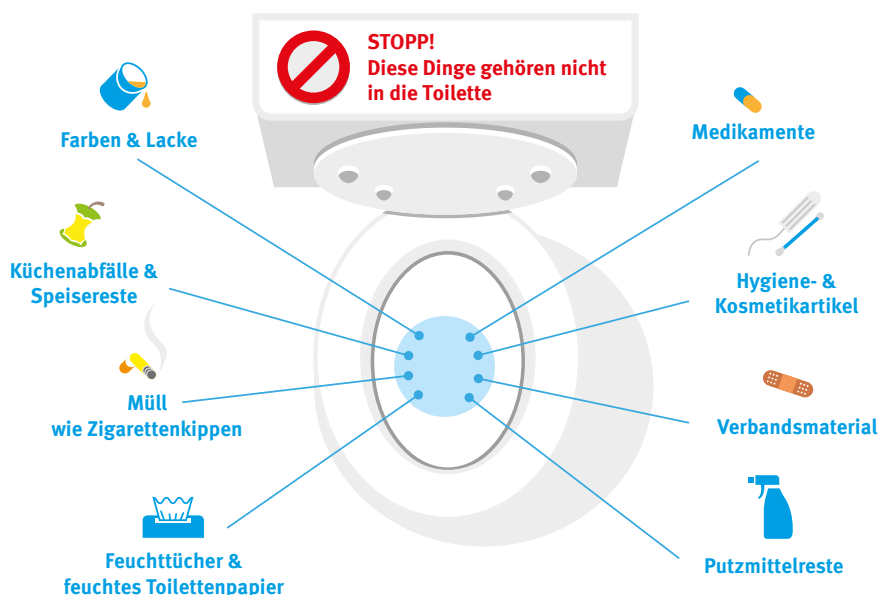 STOPP!
Diese Dinge gehören nicht
in die Toilette
Farben & Lacke
Küchenabfälle &
Speisereste
Müll
wie Zigarettenkippen
Feuchttücher &
feuchtes Toilettenpapier
Medikamente
Hygiene- &
Kosmetikartikel
Verbandsmaterial
Putzmittelreste